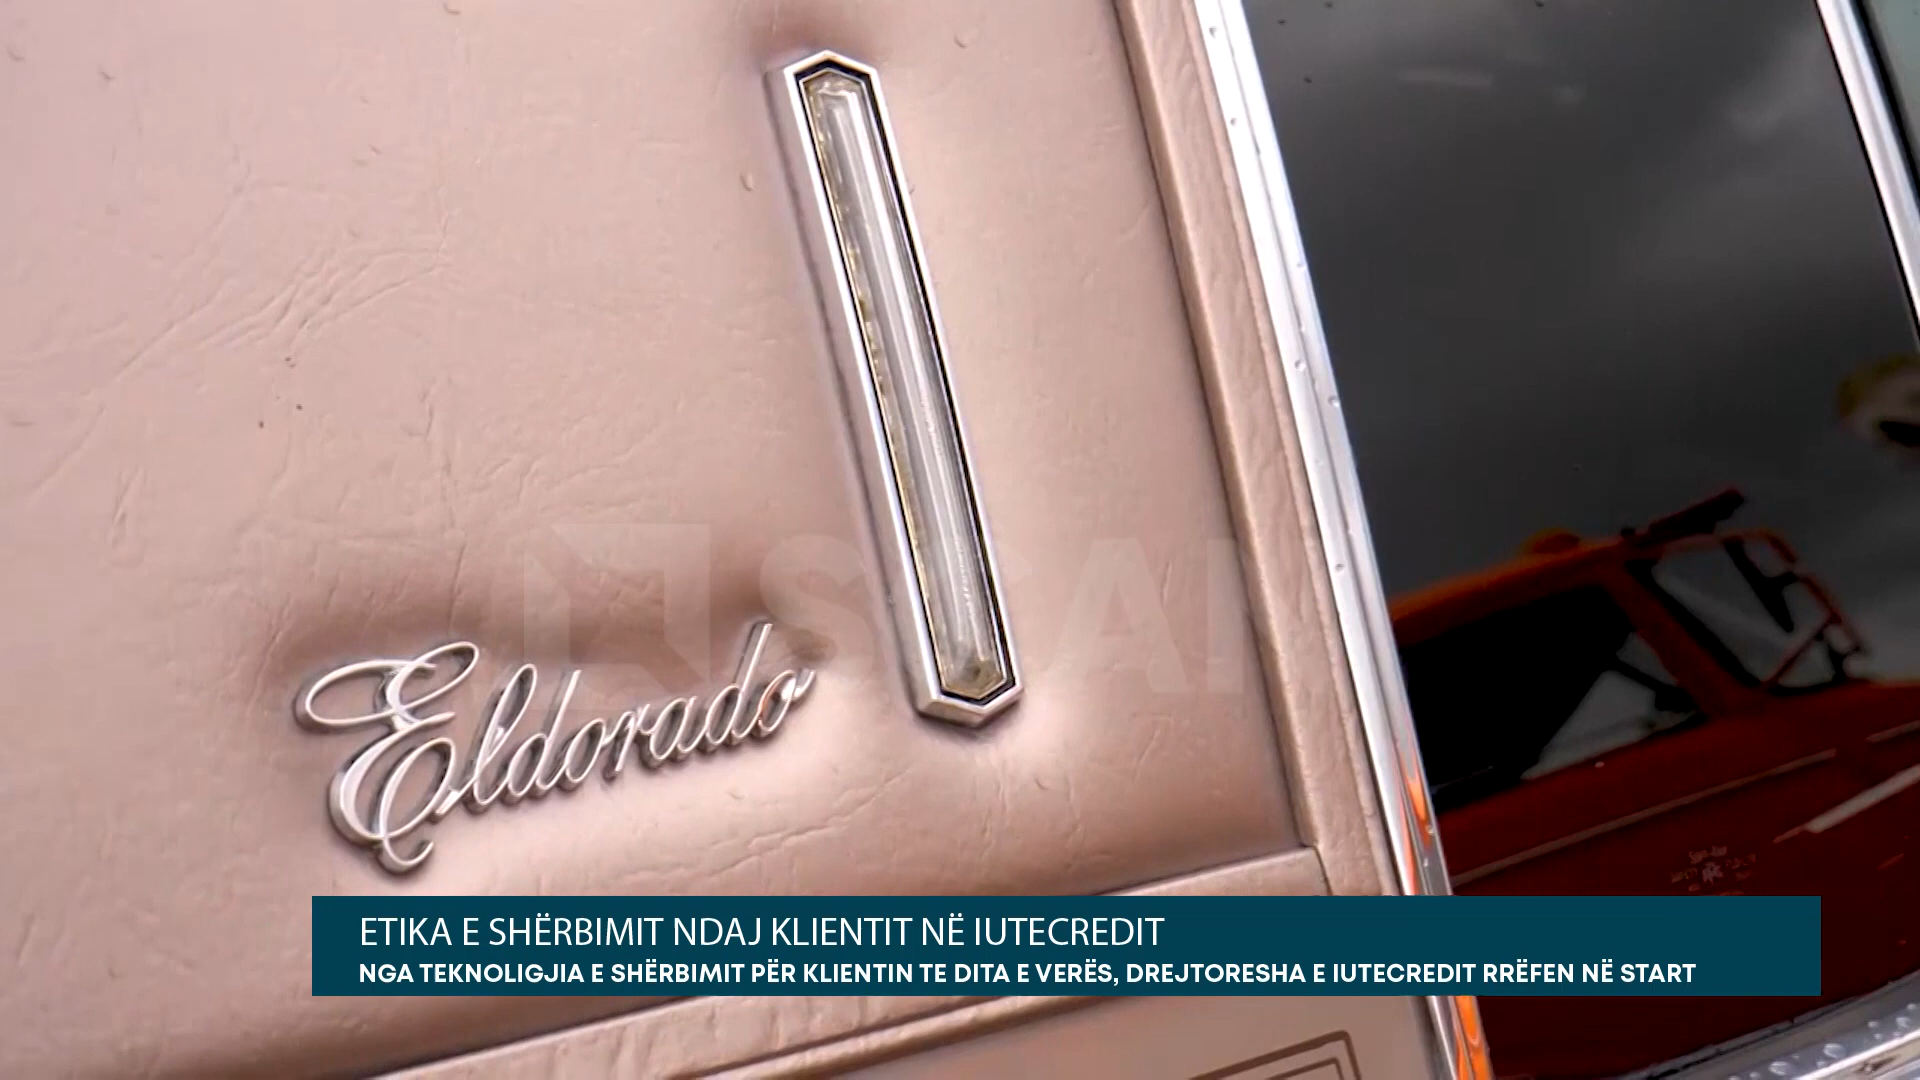 Eldorado
ETIKA E SHËRBIMIT NDAJ KLIENTIT NË IUTECREDIT
NGA TEKNOLIGJIA E SHËRBIMIT PËR KLIENTIN TE DITA E VERËS, DREJTORESHA E IUTECREDIT RRËFEN NË START